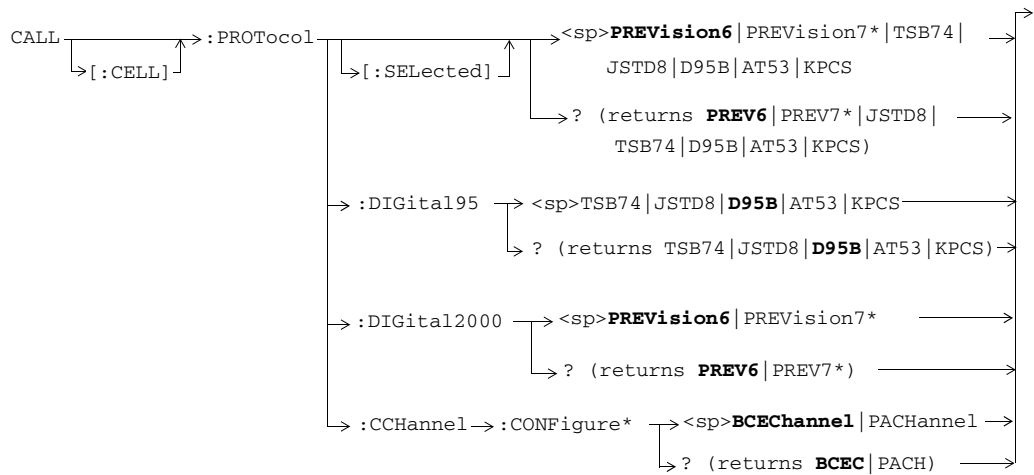 CALL :PROTocol <sp>PREVision6|PREVision7*|TSB74|
[:CELL] [:SELected] JSTD8|D95B|AT53|KPCS
? (returns PREV6|PREV7*|JSTD8|
TSB74|D95B|AT53|KPCS)
:DIGital95 <sp>TSB74|JSTD8|D95B|AT53|KPCS
? (returns TSB74|JSTD8|D95B|AT53|KPCS)
:DIGital2000 <sp>PREVision6|PREVision7*
? (returns PREV6|PREV7*)
:CCHannel :CONFigure* <sp>BCEChannel|PACHannel
? (returns BCEC|PACH)